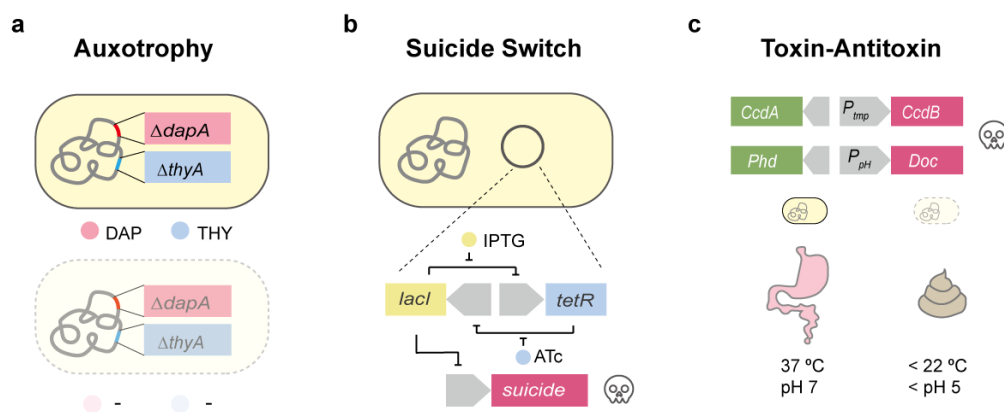 a
Auxotrophy
ΔdapA
ΔthyA
DAP THY
ΔdapA
ΔthyA
- -
b
Suicide Switch
IPTG
lacI tetR
ATc
suicide
c
Toxin-Antitoxin
CcdA Ptmp CcdB
Phd PpH Doc
37 ºC < 22 ºC
pH 7 < pH 5